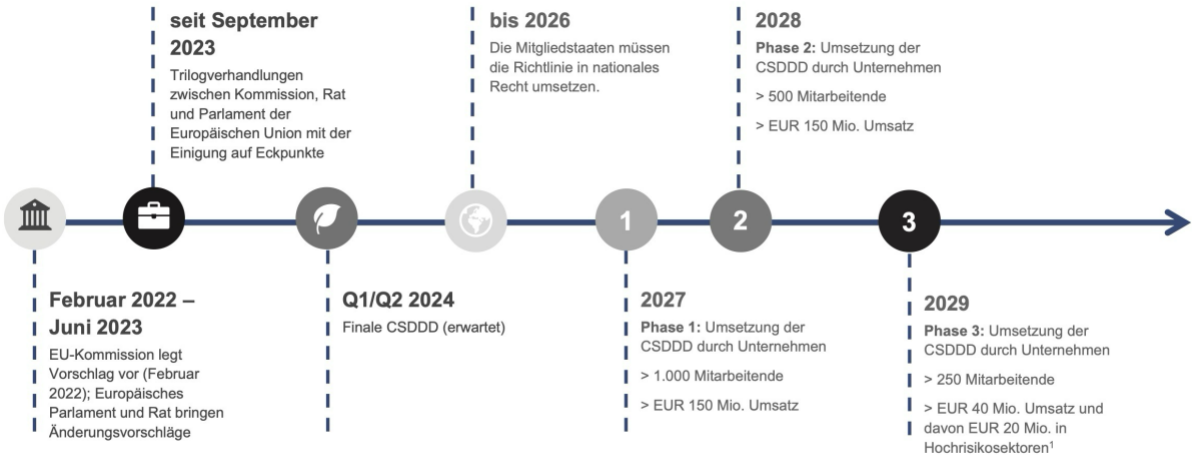 seit September
2023
Trilogverhandlungen
zwischen Kommission, Rat
und Parlament der
Europäischen Union mit der
Einigung auf Eckpunkte
bis 2026
Die Mitgliedstaaten müssen
die Richtlinie in nationales
Recht umsetzen.
2028
Phase 2: Umsetzung der
CSDDD durch Unternehmen
> 500 Mitarbeitende
> EUR 150 Mio. Umsatz
1
2
3
Februar 2022 –
Juni 2023
EU-Kommission legt
Vorschlag vor (Februar
2022); Europäisches
Parlament und Rat bringen
Änderungsvorschläge
Q1/Q2 2024
Finale CSDDD (erwartet)
2027
Phase 1: Umsetzung der
CSDDD durch Unternehmen
> 1.000 Mitarbeitende
> EUR 150 Mio. Umsatz
2029
Phase 3: Umsetzung der
CSDDD durch Unternehmen
> 250 Mitarbeitende
> EUR 40 Mio. Umsatz und
davon EUR 20 Mio. in
Hochrisikosektoren¹